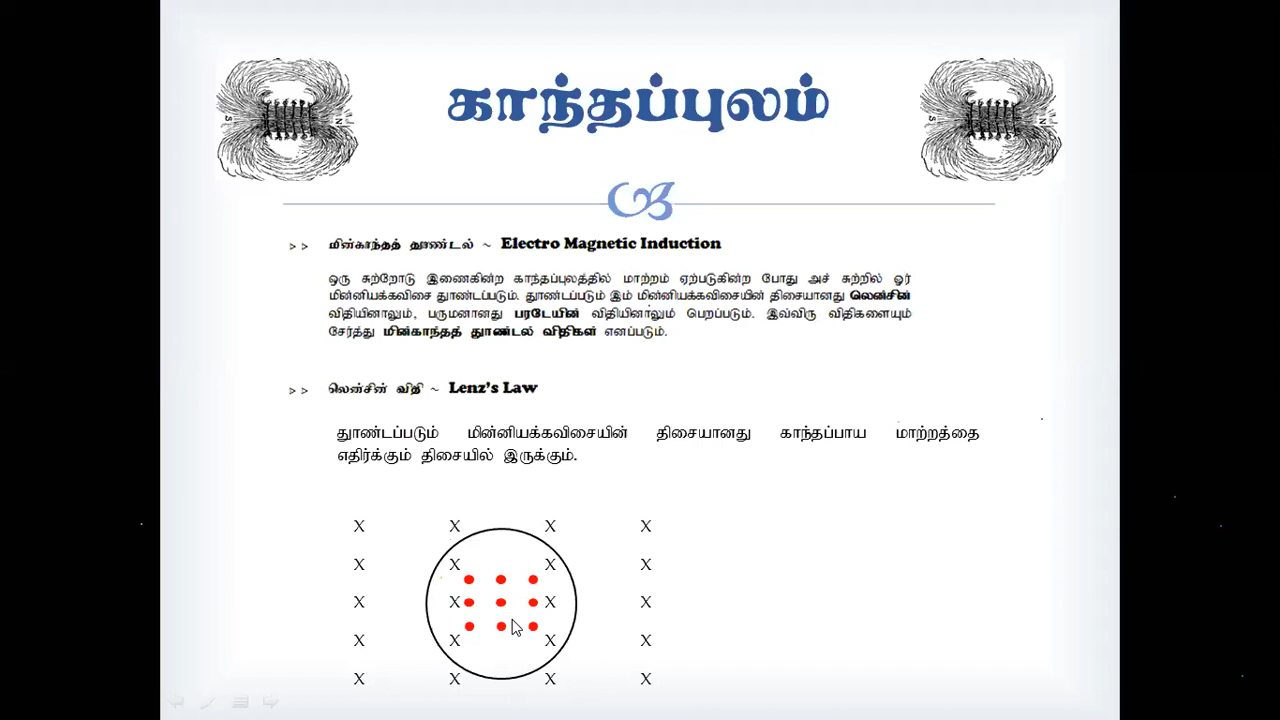 காந்தப்புலம்
>> மின்காந்தத் தூண்டல் ~ Electro Magnetic Induction
ஒரு சுற்றோடு இணைகின்ற காந்தப்புலத்தில் மாற்றம் ஏற்படுகின்ற போது அச் சுற்றில் ஓர்
மின்னியக்கவிசை தூண்டப்படும். தூண்டப்படும் இம் மின்னியக்கவிசையின் திசையானது லென்சின்
விதியினாலும், பருமனானது பரடேயின் விதியினாலும் பெறப்படும். இவ்விரு விதிகளையும்
சேர்த்து மின்காந்தத் தூண்டல் விதிகள் எனப்படும்.
>> லென்சின் விதி ~ Lenz's Law
தூண்டப்படும் மின்னியக்கவிசையின் திசையானது காந்தப்பாய மாற்றத்தை
எதிர்க்கும் திசையில் இருக்கும்.
X X X X
X X X X
X X X X
X X X X
X X X X
S N
S N